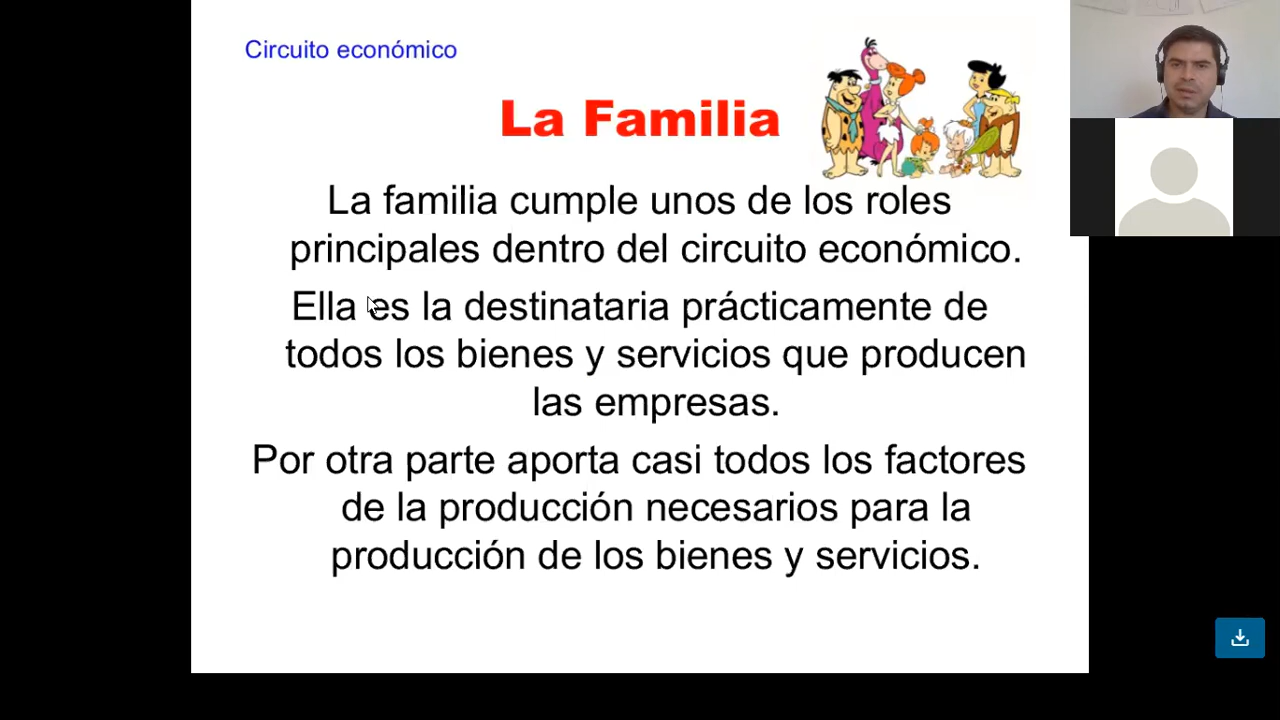 Circuito económico
La Familia
La familia cumple unos de los roles
principales dentro del circuito económico.
Ella es la destinataria prácticamente de
todos los bienes y servicios que producen
las empresas.
Por otra parte aporta casi todos los factores
de la producción necesarios para la
producción de los bienes y servicios.